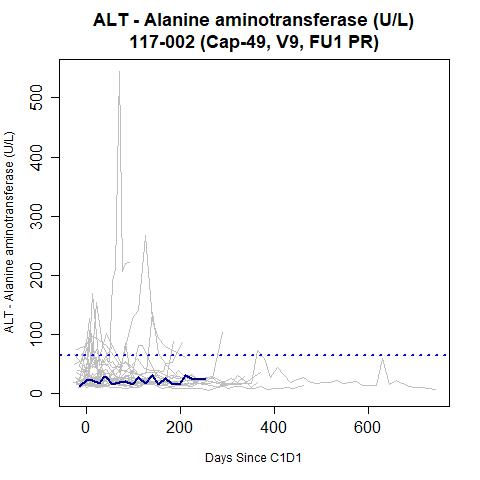 ALT - Alanine aminotransferase (U/L)
117-002 (Cap-49, V9, FU1 PR)
ALT - Alanine aminotransferase (U/L)
500
400
300
200
100
0
0 200 400 600
Days Since C1D1